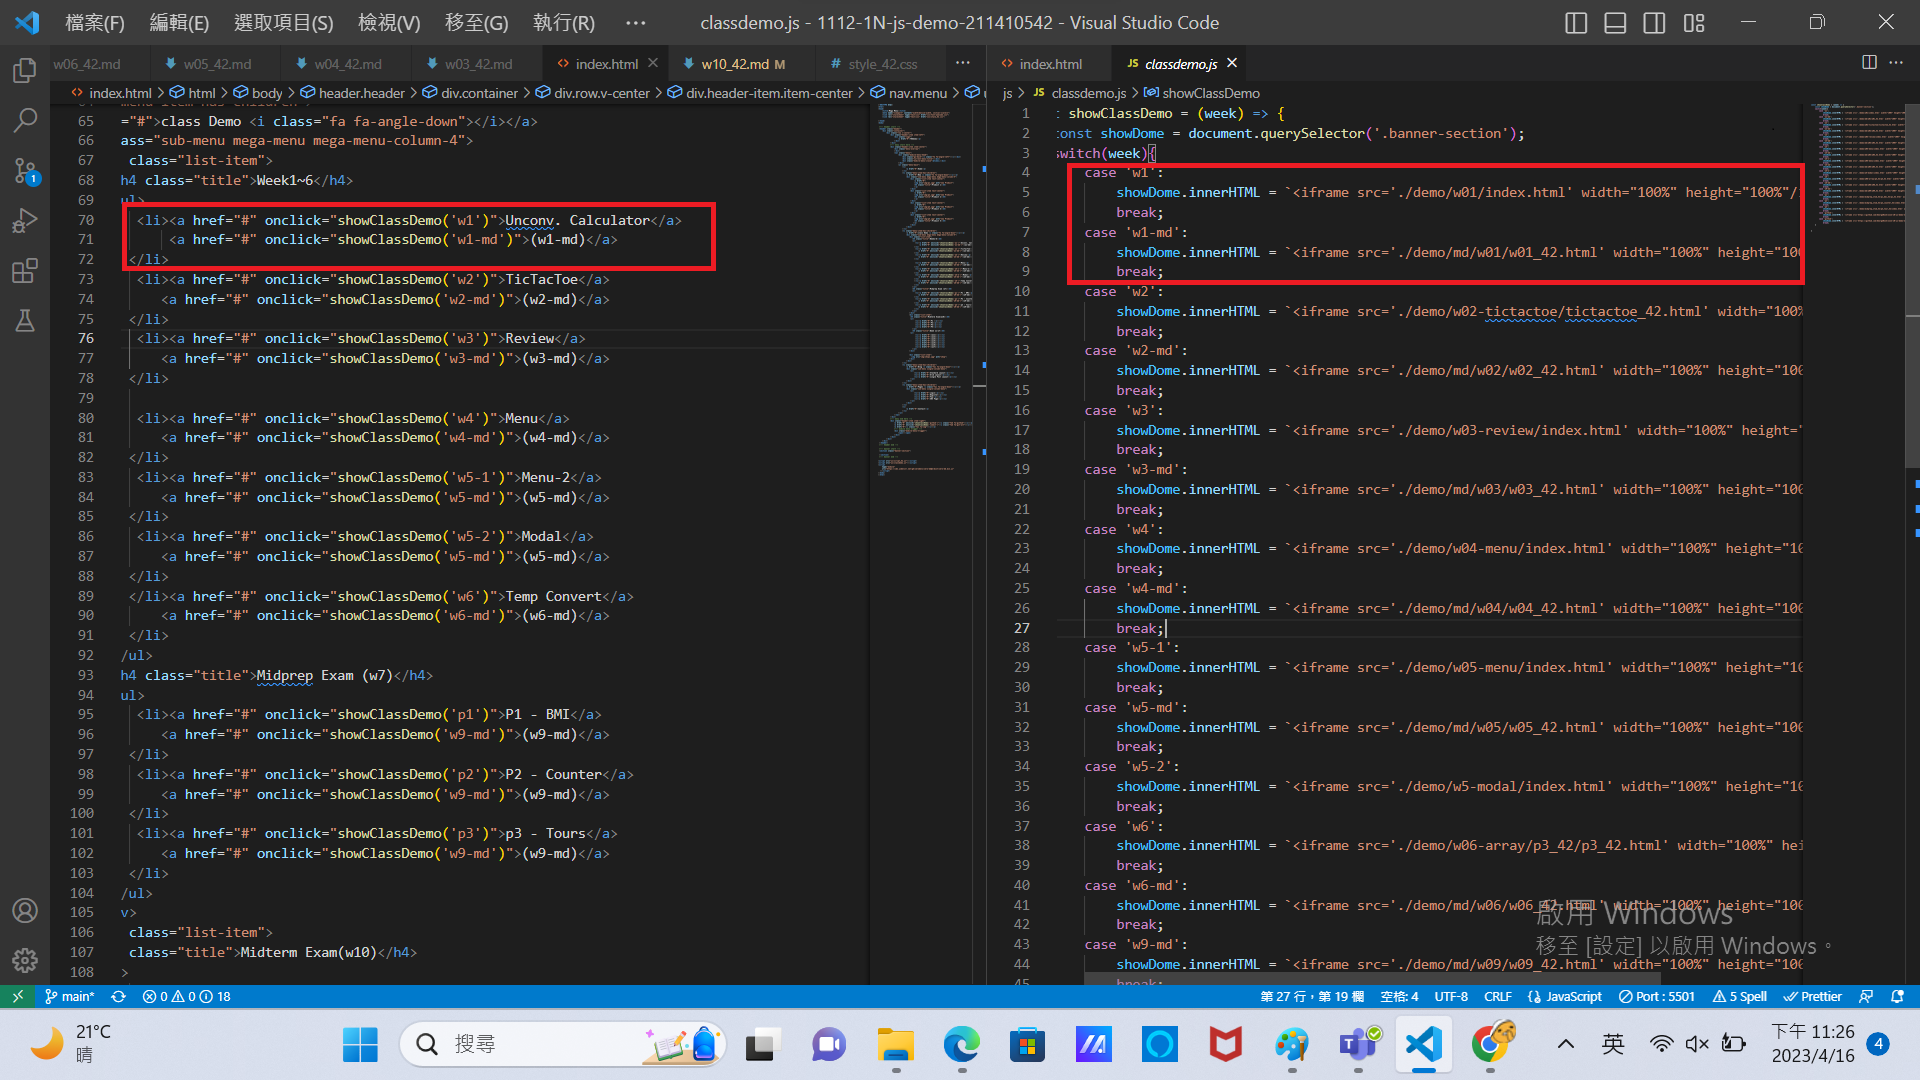 檔案(F) 編輯(E) 選取項目(S) 檢視(V) 移至(G) 執行(R) ··· classdemo.js - 1112-1N-js-demo-211410542 - Visual Studio Code
w06_42.md w05_42.md w04_42.md w03_42.md <> index.html × w10_42.md M # style_42.css ··· <> index.html JS classdemo.js × ···
<> index.html > html > body > header.header > div.container > div.row.v-center > div.header-item.item-center > nav.menu >
65 ="#">class Demo <i class="fa fa-angle-down"></i></a>
66 ass="sub-menu mega-menu mega-menu-column-4">
67 class="list-item">
68 h4 class="title">Week1~6</h4>
69 ul>
70 <li><a href="#" onclick="showClassDemo('w1')">Unconv. Calculator</a>
71 <a href="#" onclick="showClassDemo('w1-md')">(w1-md)</a>
72 </li>
73 <li><a href="#" onclick="showClassDemo('w2')">TicTacToe</a>
74 <a href="#" onclick="showClassDemo('w2-md')">(w2-md)</a>
75 </li>
76 <li><a href="#" onclick="showClassDemo('w3')">Review</a>
77 <a href="#" onclick="showClassDemo('w3-md')">(w3-md)</a>
78 </li>
79
80 <li><a href="#" onclick="showClassDemo('w4')">Menu</a>
81 <a href="#" onclick="showClassDemo('w4-md')">(w4-md)</a>
82 </li>
83 <li><a href="#" onclick="showClassDemo('w5-1')">Menu-2</a>
84 <a href="#" onclick="showClassDemo('w5-md')">(w5-md)</a>
85 </li>
86 <li><a href="#" onclick="showClassDemo('w5-2')">Modal</a>
87 <a href="#" onclick="showClassDemo('w5-md')">(w5-md)</a>
88 </li>
89 </li><a href="#" onclick="showClassDemo('w6')">Temp Convert</a>
90 <a href="#" onclick="showClassDemo('w6-md')">(w6-md)</a>
91 </li>
92 /ul>
93 h4 class="title">Midprep Exam (w7)</h4>
94 ul>
95 <li><a href="#" onclick="showClassDemo('p1')">P1 - BMI</a>
96 <a href="#" onclick="showClassDemo('w9-md')">(w9-md)</a>
97 </li>
98 <li><a href="#" onclick="showClassDemo('p2')">P2 - Counter</a>
99 <a href="#" onclick="showClassDemo('w9-md')">(w9-md)</a>
100 </li>
101 <li><a href="#" onclick="showClassDemo('p3')">p3 - Tours</a>
102 <a href="#" onclick="showClassDemo('w9-md')">(w9-md)</a>
103 </li>
104 /ul>
105 v>
106 class="list-item">
107 class="title">Midterm Exam(w10)</h4>
108 >
js > JS classdemo.js > showClassDemo
1 showClassDemo = (week) => {
2 const showDome = document.querySelector('.banner-section');
3 switch(week){
4 case 'w1':
5 showDome.innerHTML = `<iframe src='./demo/w01/index.html' width="100%" height="100%"/
6 break;
7 case 'w1-md':
8 showDome.innerHTML = `<iframe src='./demo/md/w01/w01_42.html' width="100%" height="100
9 break;
10 case 'w2':
11 showDome.innerHTML = `<iframe src='./demo/w02-tictactoe/tictactoe_42.html' width="100%
12 break;
13 case 'w2-md':
14 showDome.innerHTML = `<iframe src='./demo/md/w02/w02_42.html' width="100%" height="100
15 break;
16 case 'w3':
17 showDome.innerHTML = `<iframe src='./demo/w03-review/index.html' width="100%" height="
18 break;
19 case 'w3-md':
20 showDome.innerHTML = `<iframe src='./demo/md/w03/w03_42.html' width="100%" height="100
21 break;
22 case 'w4':
23 showDome.innerHTML = `<iframe src='./demo/w04-menu/index.html' width="100%" height="10
24 break;
25 case 'w4-md':
26 showDome.innerHTML = `<iframe src='./demo/md/w04/w04_42.html' width="100%" height="100
27 break;
28 case 'w5-1':
29 showDome.innerHTML = `<iframe src='./demo/w05-menu/index.html' width="100%" height="10
30 break;
31 case 'w5-md':
32 showDome.innerHTML = `<iframe src='./demo/md/w05/w05_42.html' width="100%" height="100
33 break;
34 case 'w5-2':
35 showDome.innerHTML = `<iframe src='./demo/w5-modal/index.html' width="100%" height="10
36 break;
37 case 'w6':
38 showDome.innerHTML = `<iframe src='./demo/w06-array/p3_42/p3_42.html' width="100%" hei
39 break;
40 case 'w6-md':
41 showDome.innerHTML = `<iframe src='./demo/md/w06/w06_42.html' width="100%" height="100
42 break;
43 case 'w9-md':
44 showDome.innerHTML = `<iframe src='./demo/md/w09/w09_42.html' width="100%" height="100
45 break;
啟用 Windows
移至 [設定] 以啟用 Windows。
main* 0 0 18 第 27 行，第 19 欄 空格: 4 UTF-8 CRLF {} JavaScript Port : 5501 5 Spell Prettier
21°C
晴
搜尋
英
下午 11:26
2023/4/16
4